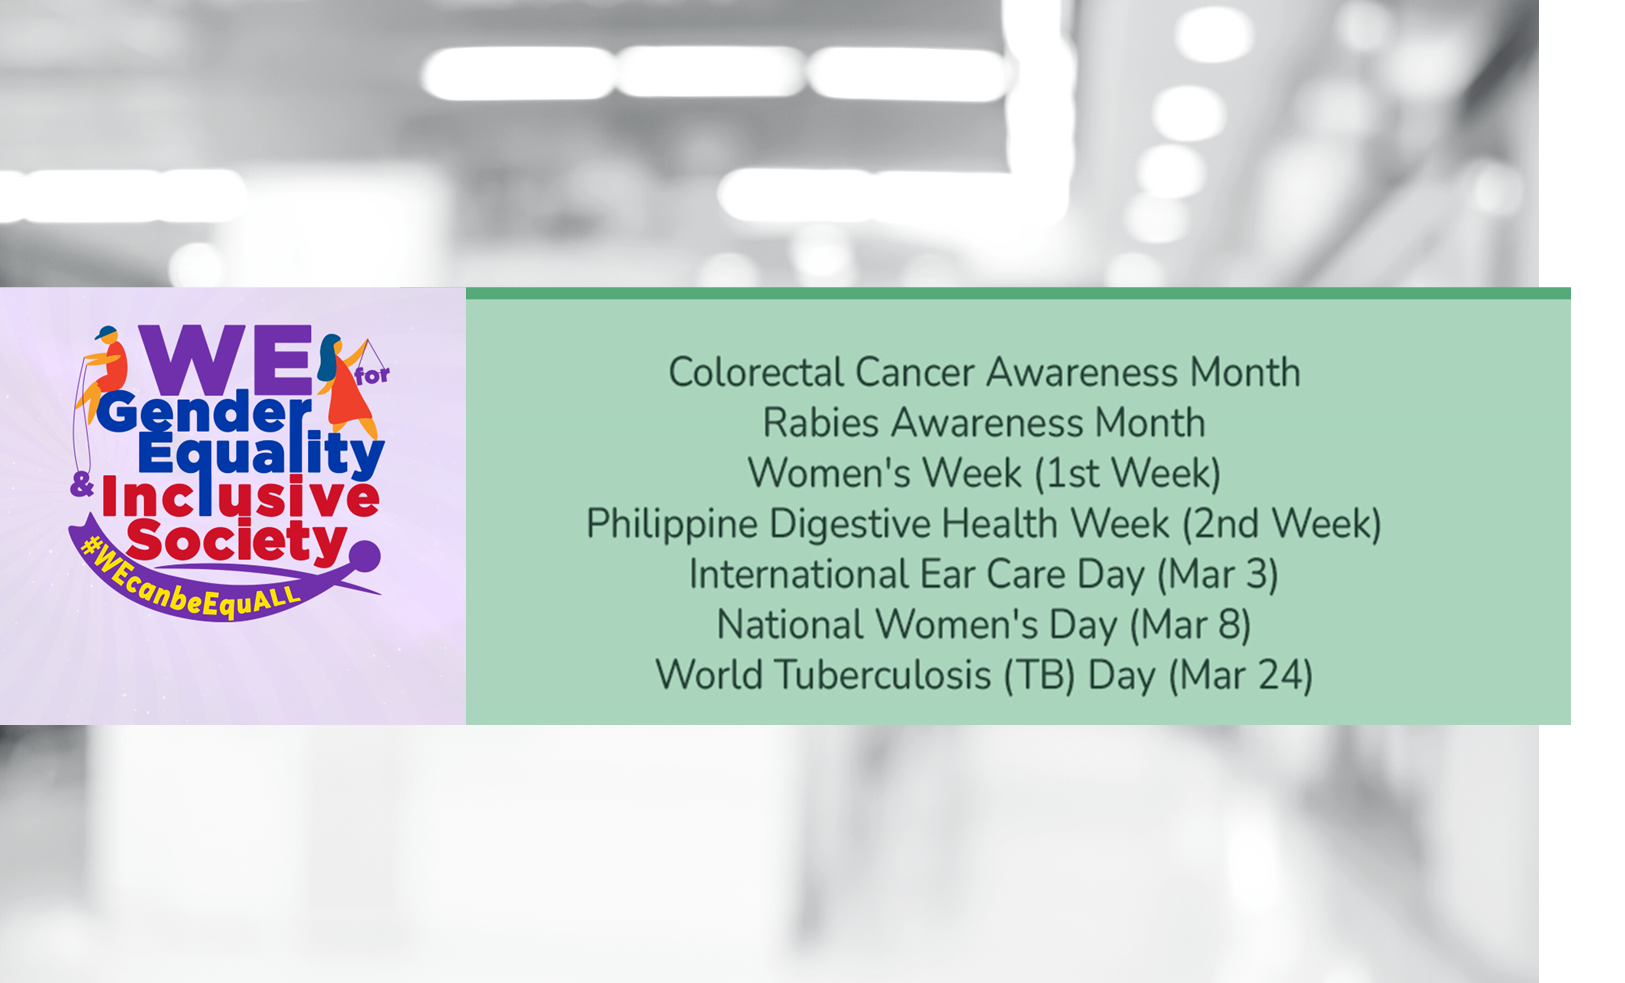 WE
for
Gender
Equality
& Inclusive
Society
#WEcanbeEquALL
Colorectal Cancer Awareness Month
Rabies Awareness Month
Women's Week (1st Week)
Philippine Digestive Health Week (2nd Week)
International Ear Care Day (Mar 3)
National Women's Day (Mar 8)
World Tuberculosis (TB) Day (Mar 24)